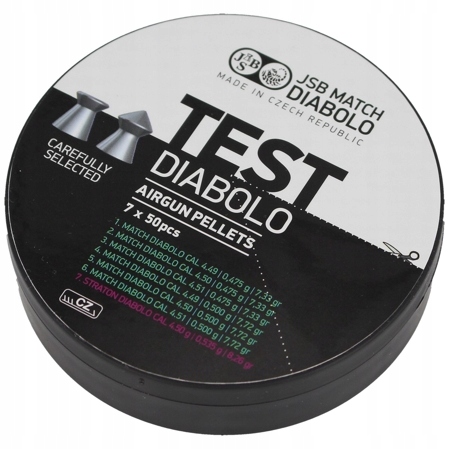 JSB
JSB MATCH
DIABOLO
MADE IN CZECH REPUBLIC
CAREFULLY
SELECTED
TEST
DIABOLO
AIRGUN PELLETS
7 x 50pcs
1. MATCH DIABOLO CAL. 4.49 | 0,475 g | 7.33 gr
2. MATCH DIABOLO CAL. 4.50 | 0,475 g | 7.33 gr
3. MATCH DIABOLO CAL. 4.51 | 0,475 g | 7.33 gr
4. MATCH DIABOLO CAL. 4.49 | 0,500 g | 7.72 gr
5. MATCH DIABOLO CAL. 4.50 | 0,500 g | 7.72 gr
6. MATCH DIABOLO CAL. 4.51 | 0,500 g | 7,72 gr
7. STRATON DIABOLO CAL. 4.50 g | 0,535 g | 8.26 gr
CZ